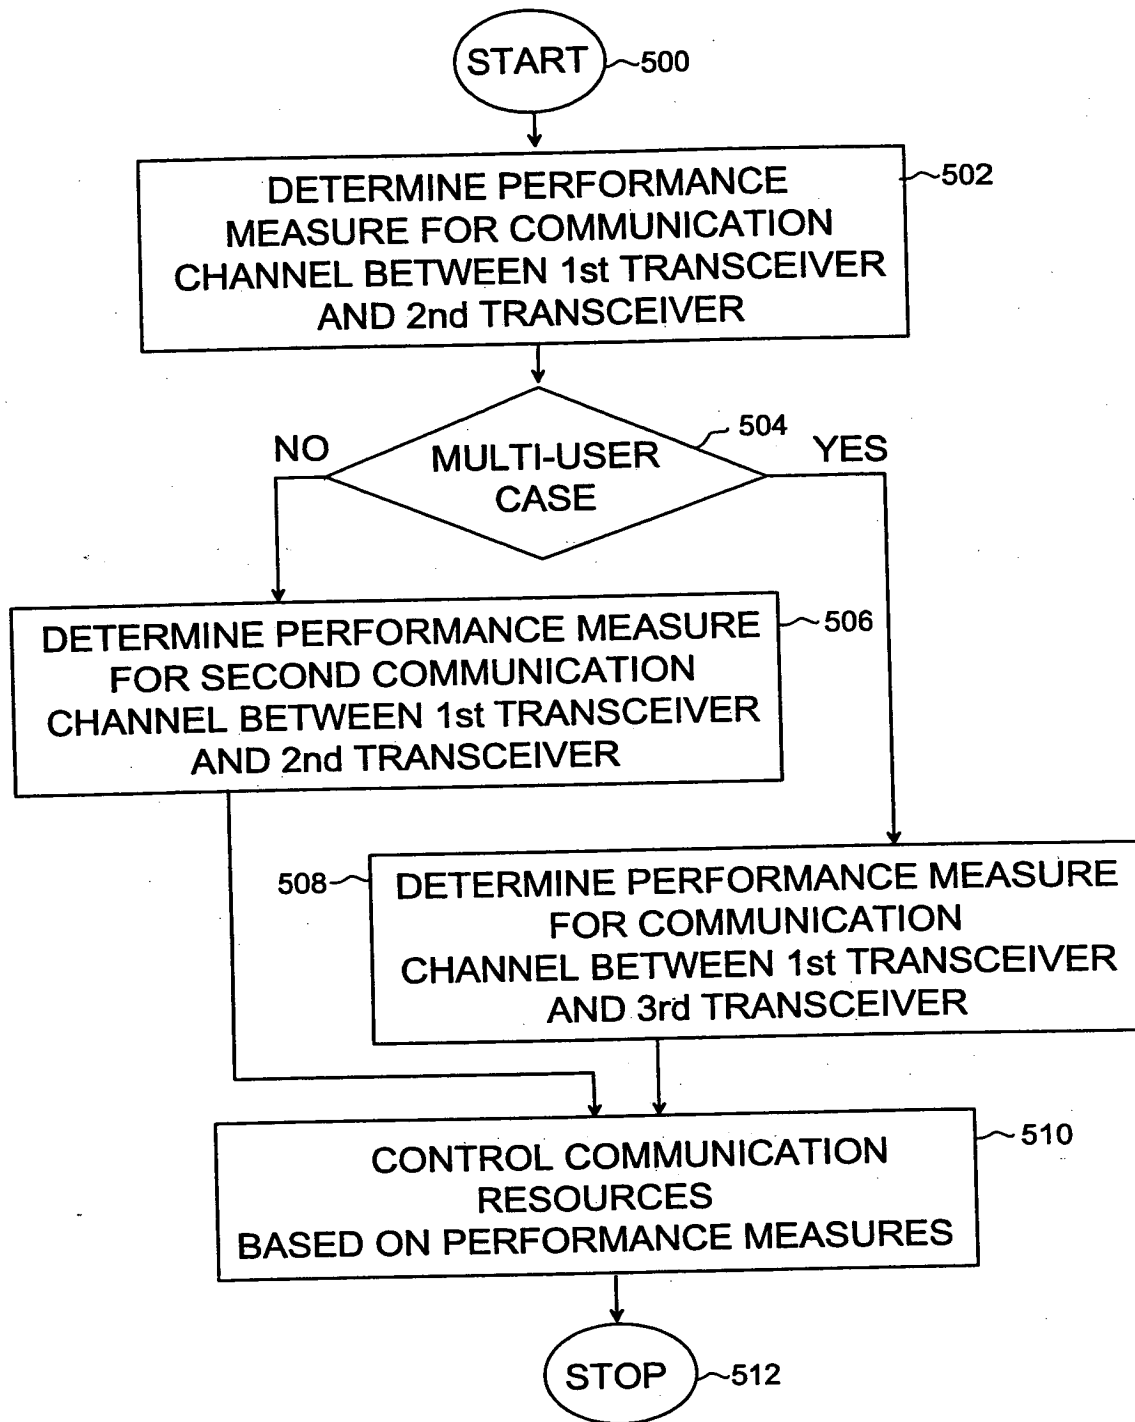 START
500
DETERMINE PERFORMANCE
MEASURE FOR COMMUNICATION
CHANNEL BETWEEN 1st TRANSCEIVER
AND 2nd TRANSCEIVER
502
504
NO
MULTI-USER
CASE
YES
DETERMINE PERFORMANCE MEASURE
FOR SECOND COMMUNICATION
CHANNEL BETWEEN 1st TRANSCEIVER
AND 2nd TRANSCEIVER
506
508
DETERMINE PERFORMANCE MEASURE
FOR COMMUNICATION
CHANNEL BETWEEN 1st TRANSCEIVER
AND 3rd TRANSCEIVER
CONTROL COMMUNICATION
RESOURCES
BASED ON PERFORMANCE MEASURES
510
STOP
512